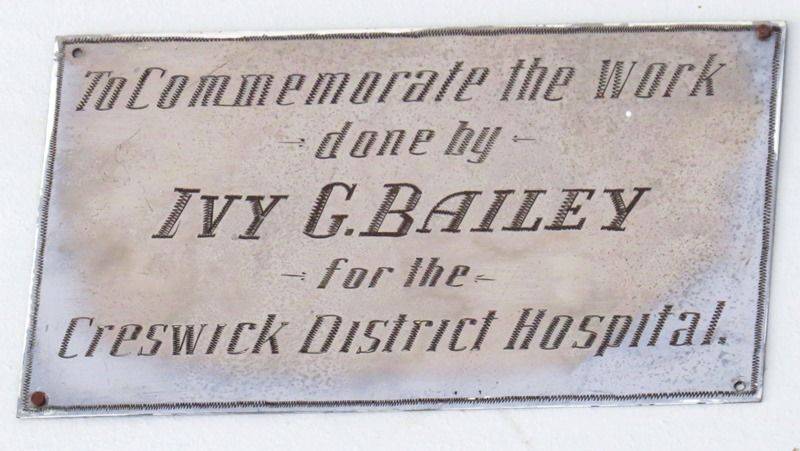 To Commemorate the Work
done by
IVY G. BAILEY
for the
Creswick District Hospital.